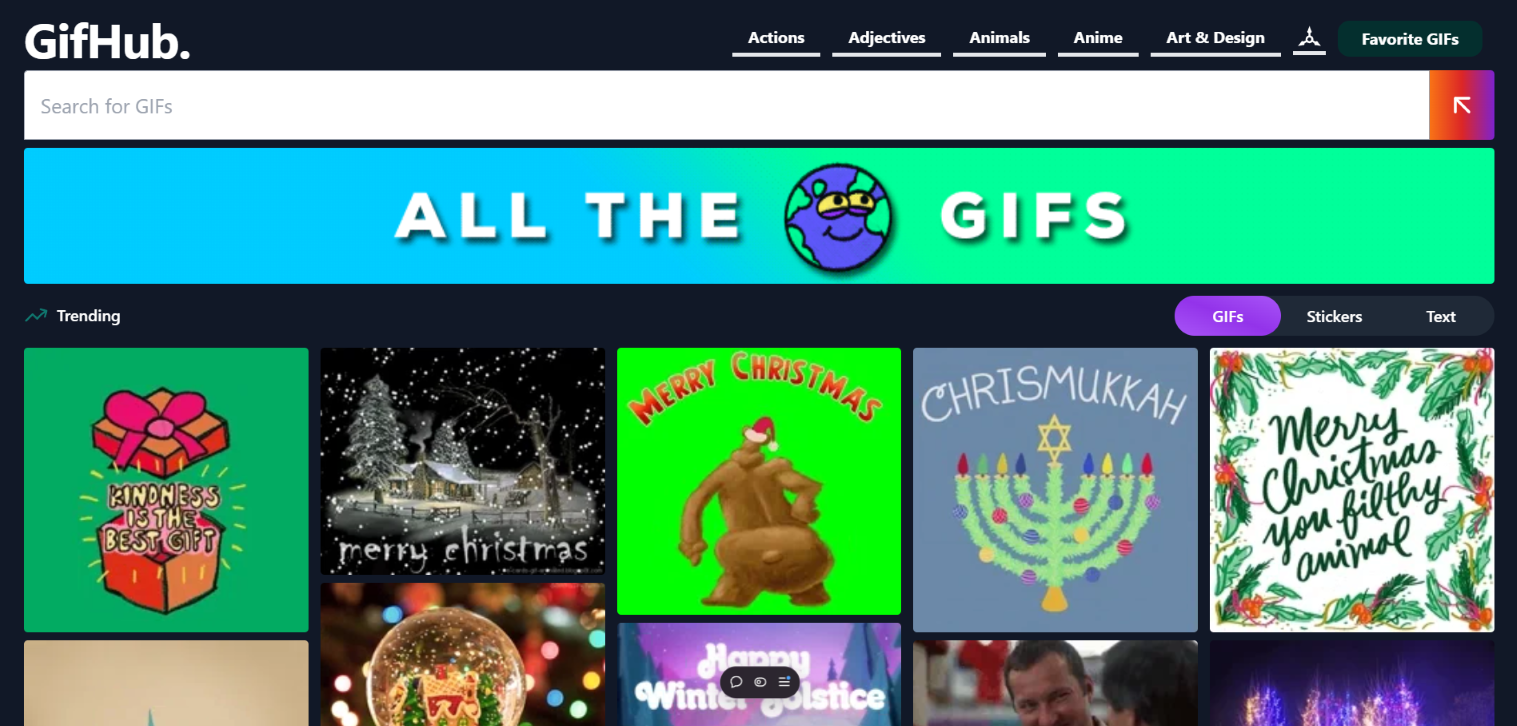 GifHub.
Actions
Adjectives
Animals
Anime
Art & Design
Favorite GIFs
Search for GIFs
ALL THE GIFS
Trending
GIFs
Stickers
Text
KINDNESS
IS THE
BEST GIFT
merry christmas
MERRY CHRISTMAS
CHRISMUKKAH
Merry
Christmas
you filthy
animal
Happy
Winter Solstice